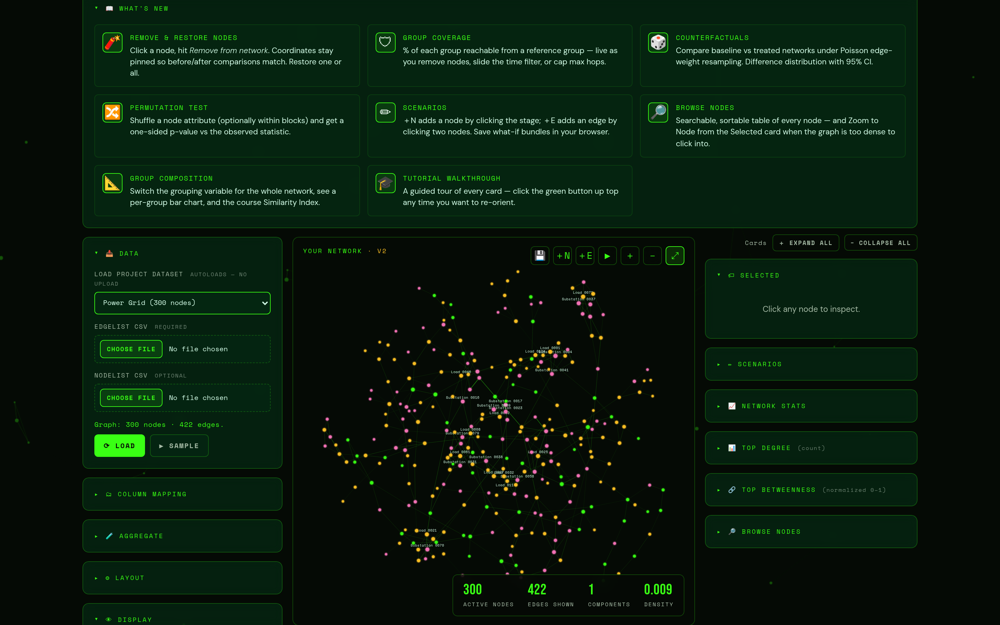 WHAT'S NEW
REMOVE & RESTORE NODES
Click a node, hit Remove from network. Coordinates stay
pinned so before/after comparisons match. Restore one or
all.
GROUP COVERAGE
% of each group reachable from a reference group — live as
you remove nodes, slide the time filter, or cap max hops.
COUNTERFACTUALS
Compare baseline vs treated networks under Poisson edge-
weight resampling. Difference distribution with 95% CI.
PERMUTATION TEST
Shuffle a node attribute (optionally within blocks) and get a
one-sided p-value vs the observed statistic.
SCENARIOS
+N adds a node by clicking the stage; +E adds an edge by
clicking two nodes. Save what-if bundles in your browser.
BROWSE NODES
Searchable, sortable table of every node — and Zoom to
Node from the Selected card when the graph is too dense to
click into.
GROUP COMPOSITION
Switch the grouping variable for the whole network, see a
per-group bar chart, and the course Similarity Index.
TUTORIAL WALKTHROUGH
A guided tour of every card — click the green button up top
any time you want to re-orient.
DATA
LOAD PROJECT DATASET AUTOLOADS — NO
UPLOAD
Power Grid (300 nodes)
EDGELIST CSV REQUIRED
CHOOSE FILE No file chosen
NODELIST CSV OPTIONAL
CHOOSE FILE No file chosen
Graph: 300 nodes · 422 edges.
⟳ LOAD
▶ SAMPLE
COLUMN MAPPING
AGGREGATE
LAYOUT
DISPLAY
YOUR NETWORK · V2
+N +E ▶ + −
Substation 0037
Load 0001
Substation 0041
Load 0046
Substation 0016
Substation 0017
Substation 0023
Load 0008
Substation 0079
Load 0061
Substation 0038
Load 0025
Substation 0031
Load 0032
Substation 0058
Load 0021
Substation 0070
300 422 1 0.009
ACTIVE NODES EDGES SHOWN COMPONENTS DENSITY
Cards + EXPAND ALL − COLLAPSE ALL
SELECTED
Click any node to inspect.
SCENARIOS
NETWORK STATS
TOP DEGREE (count)
TOP BETWEENNESS (normalized 0–1)
BROWSE NODES